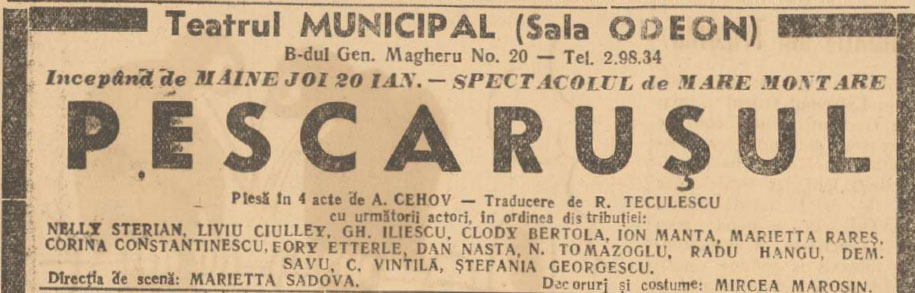 Teatrul MUNICIPAL (Sala ODEON)
B-dul Gen. Magheru No. 20 — Tel. 2.98.34
Incepând de MÂINE JOI 20 IAN. — SPECTACOLUL de MARE MONTARE
PESCARUȘUL
Piesă în 4 acte de A. CEHOV — Traducere de R. TECULESCU
cu următorii actori, în ordinea distribuției:
NELLY STERIAN, LIVIU CIULLEY, GH. ILIESCU, CLODY BERTOLA, ION MANTA, MARIETTA RAREȘ,
CORINA CONSTANTINESCU, EORY ETTERLE, DAN NASTA, N. TOMAZOGLU, RADU HANGU, DEM.
SAVU, C. VINTILĂ, ȘTEFANIA GEORGESCU.
Direcția de scenă: MARIETTA SADOVA. Decoruri și costume: MIRCEA MAROSIN.